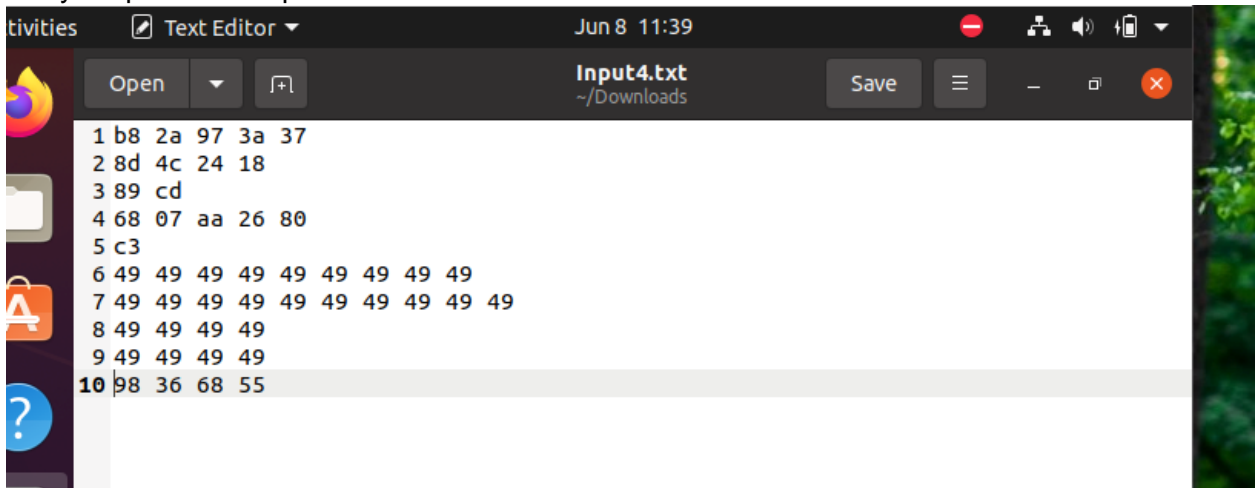 tivities Text Editor Jun 8 11:39
Open Input4.txt Save
~/Downloads
1 b8 2a 97 3a 37
2 8d 4c 24 18
3 89 cd
4 68 07 aa 26 80
5 c3
6 49 49 49 49 49 49 49 49 49
7 49 49 49 49 49 49 49 49 49 49
8 49 49 49 49
9 49 49 49 49
10 98 36 68 55